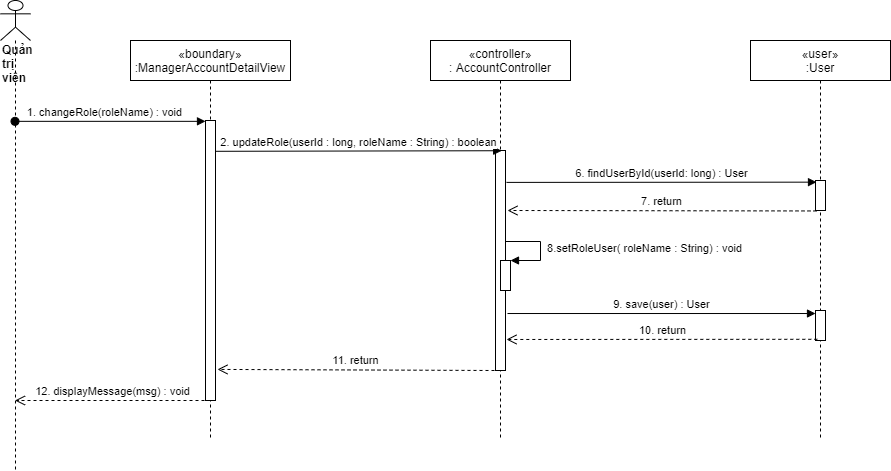 Quản
trị
viên
«boundary»
:ManagerAccountDetailView
«controller»
: AccountController
«user»
:User
1. changeRole(roleName) : void
2. updateRole(userId : long, roleName : String) : boolean
6. findUserById(userId: long) : User
7. return
8.setRoleUser( roleName : String) : void
9. save(user) : User
10. return
11. return
12. displayMessage(msg) : void